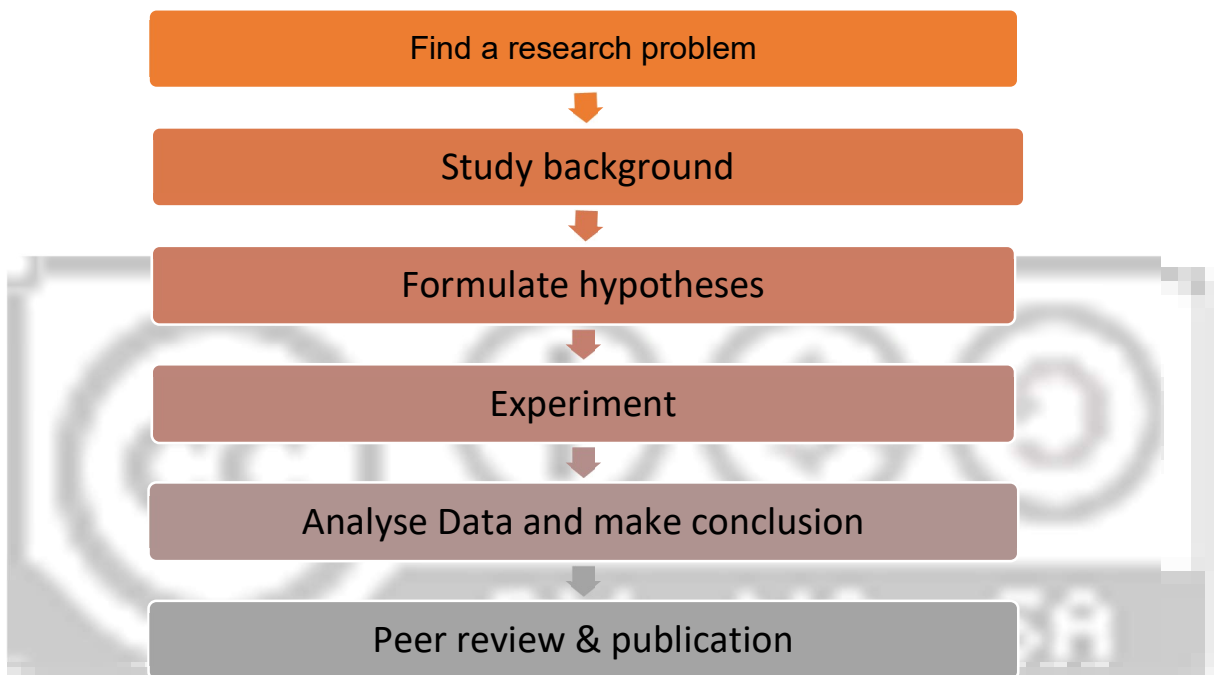 Find a research problem
Study background
Formulate hypotheses
Experiment
Analyse Data and make conclusion
Peer review & publication